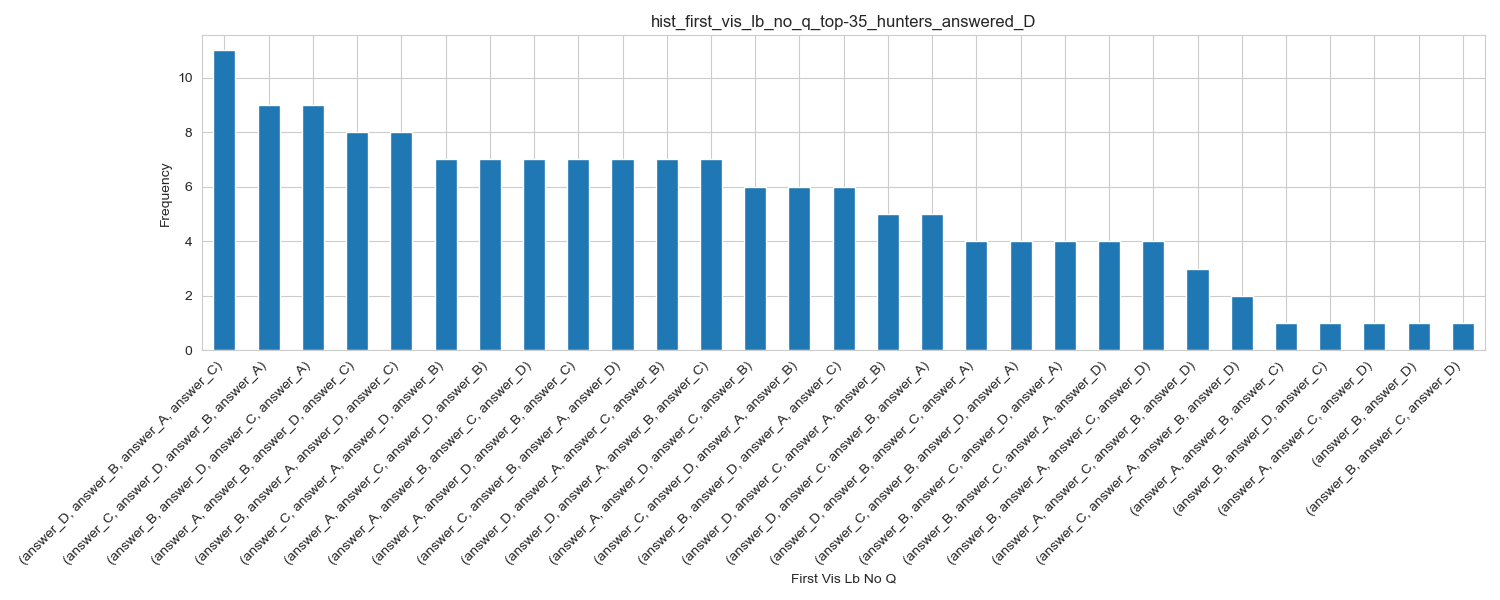 hist_first_vis_lb_no_q_top-35_hunters_answered_D
Frequency
10
8
6
4
2
0
(answer_D, answer_B, answer_A, answer_C)
(answer_C, answer_D, answer_B, answer_A)
(answer_B, answer_D, answer_C, answer_A)
(answer_A, answer_B, answer_D, answer_C)
(answer_B, answer_A, answer_D, answer_C)
(answer_C, answer_A, answer_D, answer_B)
(answer_A, answer_C, answer_D, answer_B)
(answer_A, answer_B, answer_C, answer_D)
(answer_A, answer_D, answer_B, answer_C)
(answer_C, answer_B, answer_A, answer_D)
(answer_D, answer_A, answer_C, answer_B)
(answer_D, answer_A, answer_B, answer_C)
(answer_A, answer_D, answer_C, answer_B)
(answer_C, answer_D, answer_A, answer_B)
(answer_B, answer_D, answer_A, answer_C)
(answer_D, answer_C, answer_A, answer_B)
(answer_D, answer_C, answer_B, answer_A)
(answer_D, answer_B, answer_C, answer_A)
(answer_C, answer_B, answer_D, answer_A)
(answer_B, answer_C, answer_D, answer_A)
(answer_B, answer_C, answer_A, answer_D)
(answer_B, answer_A, answer_C, answer_D)
(answer_A, answer_C, answer_B, answer_D)
(answer_C, answer_A, answer_B, answer_D)
(answer_A, answer_B, answer_C)
(answer_B, answer_D, answer_C)
(answer_A, answer_C, answer_D)
(answer_B, answer_D)
(answer_B, answer_C, answer_D)
First Vis Lb No Q